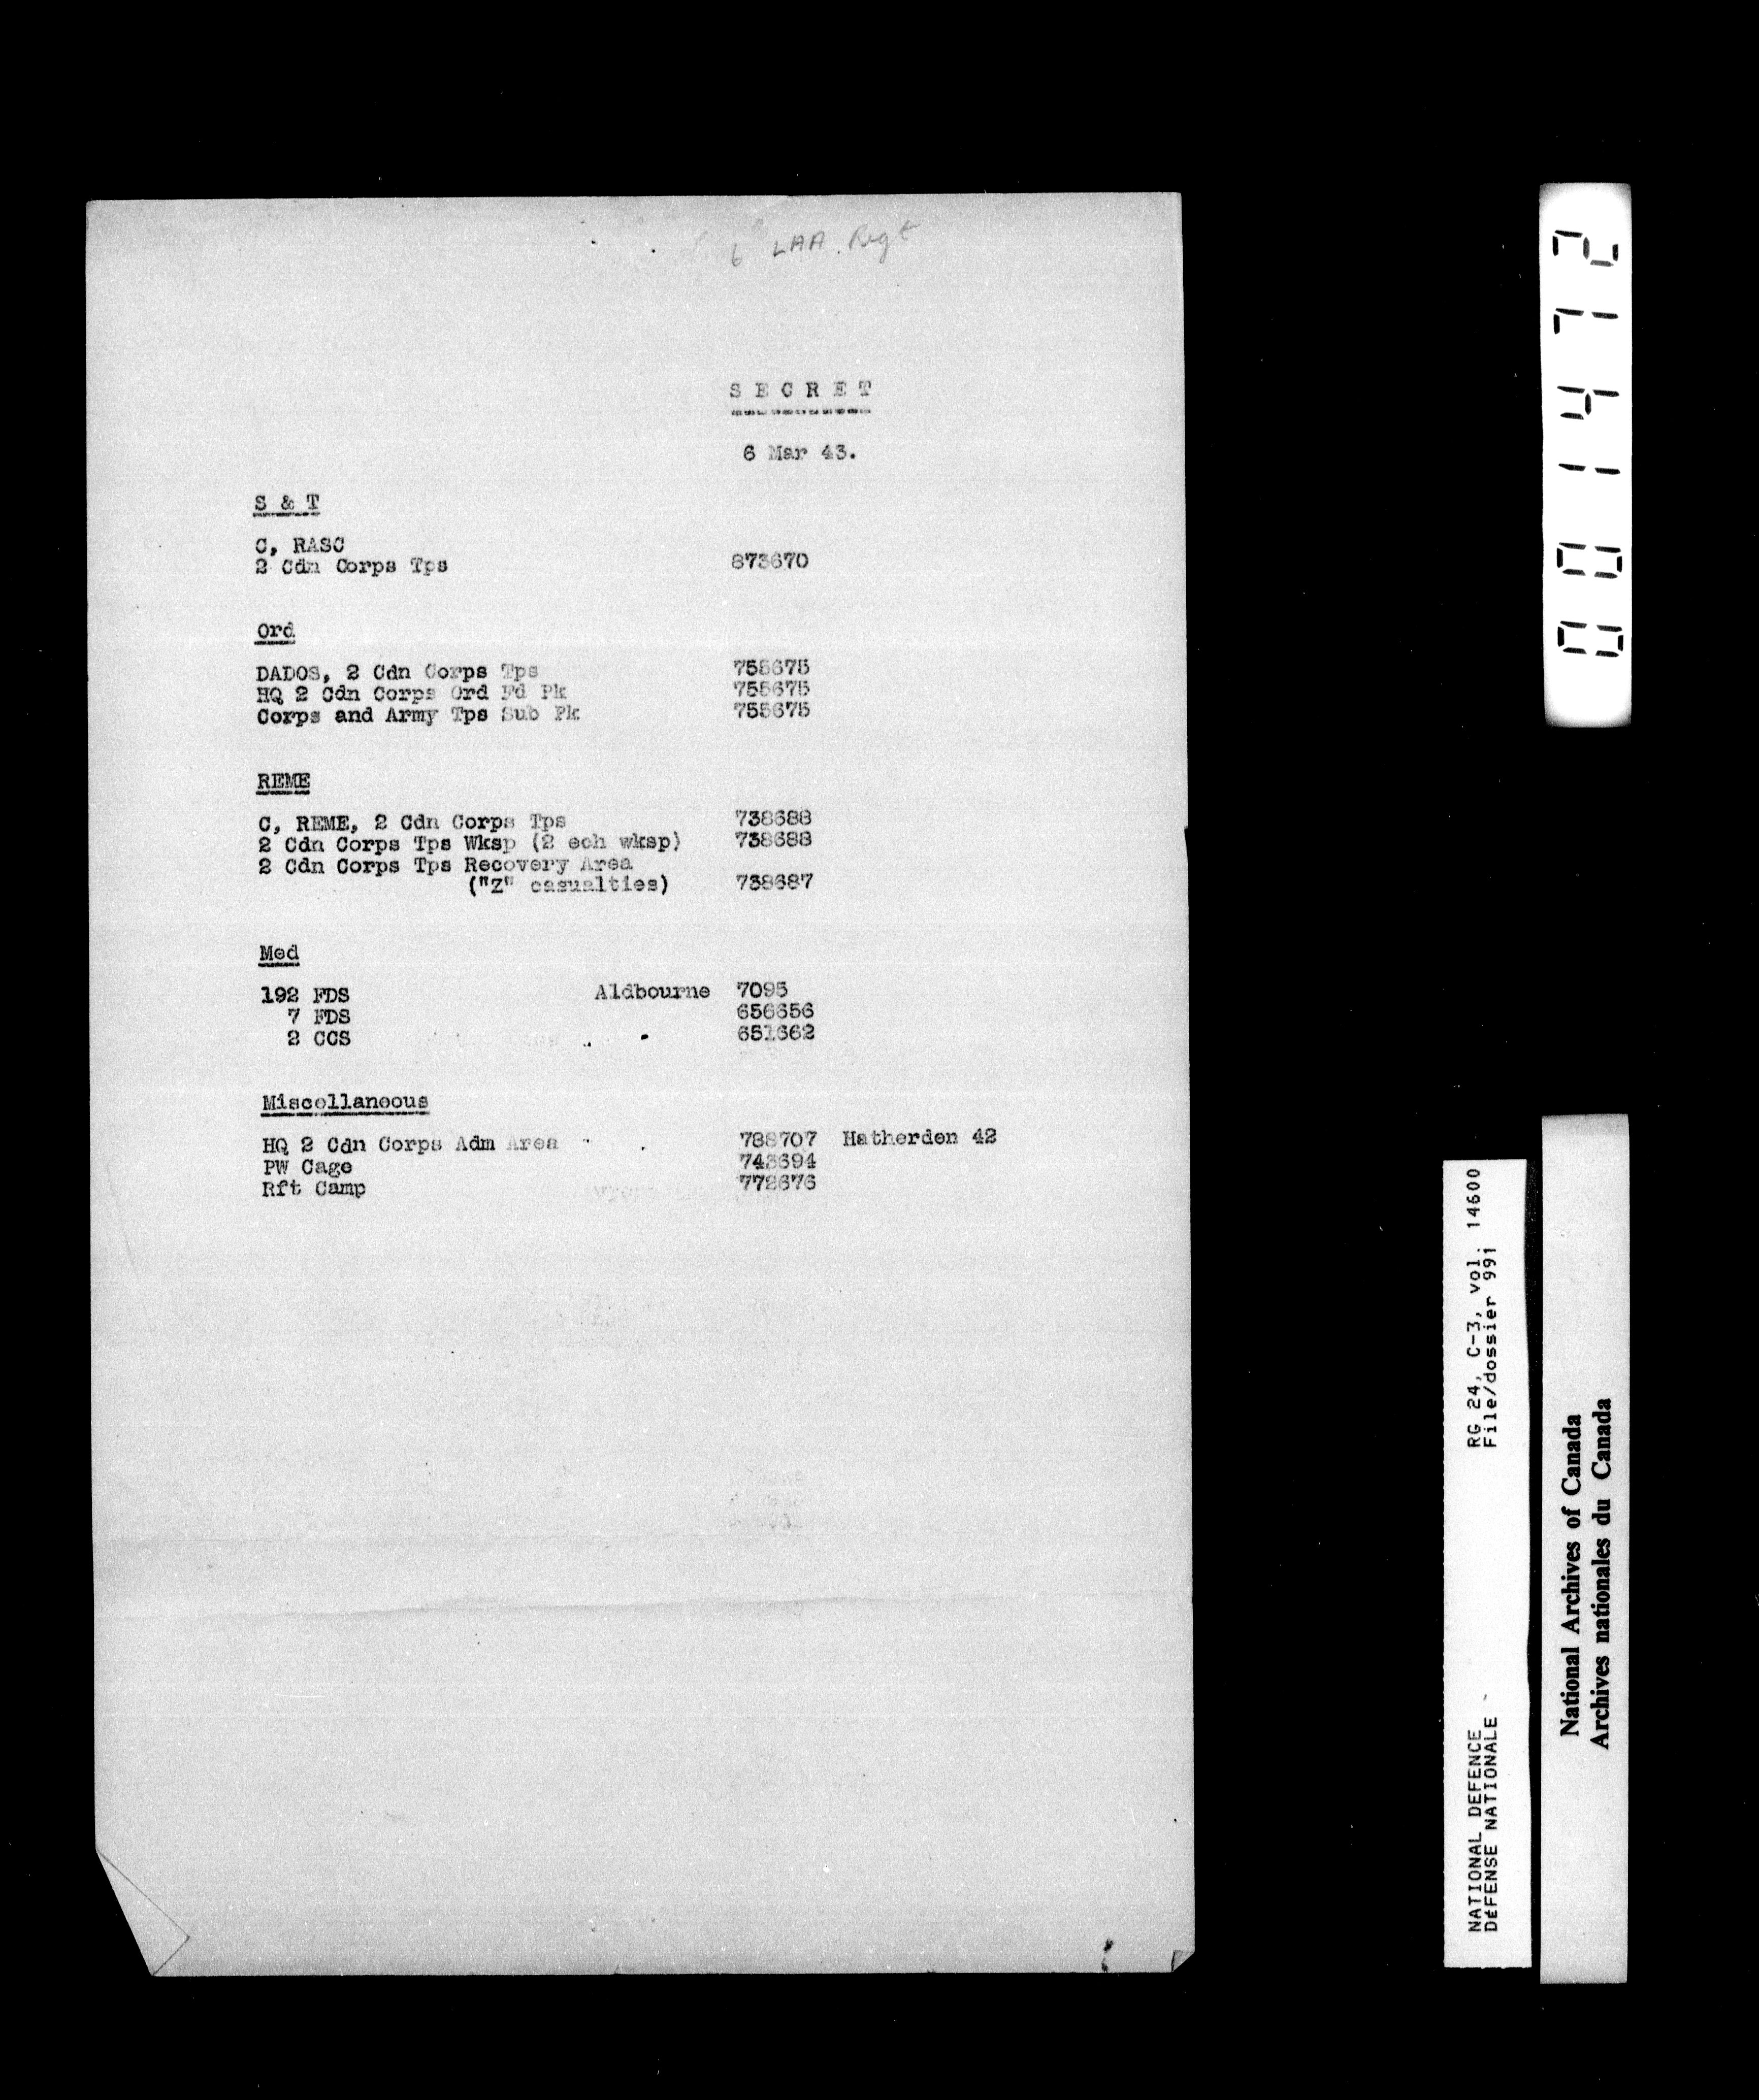 6 LAA. Regt
S E C R E T
6 Mar 43.
S & T
C, RASC
2 Cdn Corps Tps 873670
Ord
DADOS, 2 Cdn Corps Tps 755675
HQ 2 Cdn Corps Ord Fd Pk 755675
Corps and Army Tps Sub Pk 755675
REME
C, REME, 2 Cdn Corps Tps 738688
2 Cdn Corps Tps Wksp (2 ech wksp) 738688
2 Cdn Corps Tps Recovery Area
("Z" casualties) 738687
Med
192 FDS Aldbourne 7095
7 FDS 656656
2 CCS 651662
Miscellaneous
HQ 2 Cdn Corps Adm Area 788707 Hatherden 42
PW Cage 743694
Rft Camp 772676
NATIONAL DEFENCE RG 24, C-3, vol. 14600
DÉFENSE NATIONALE File/dossier 991
National Archives of Canada
Archives nationales du Canada